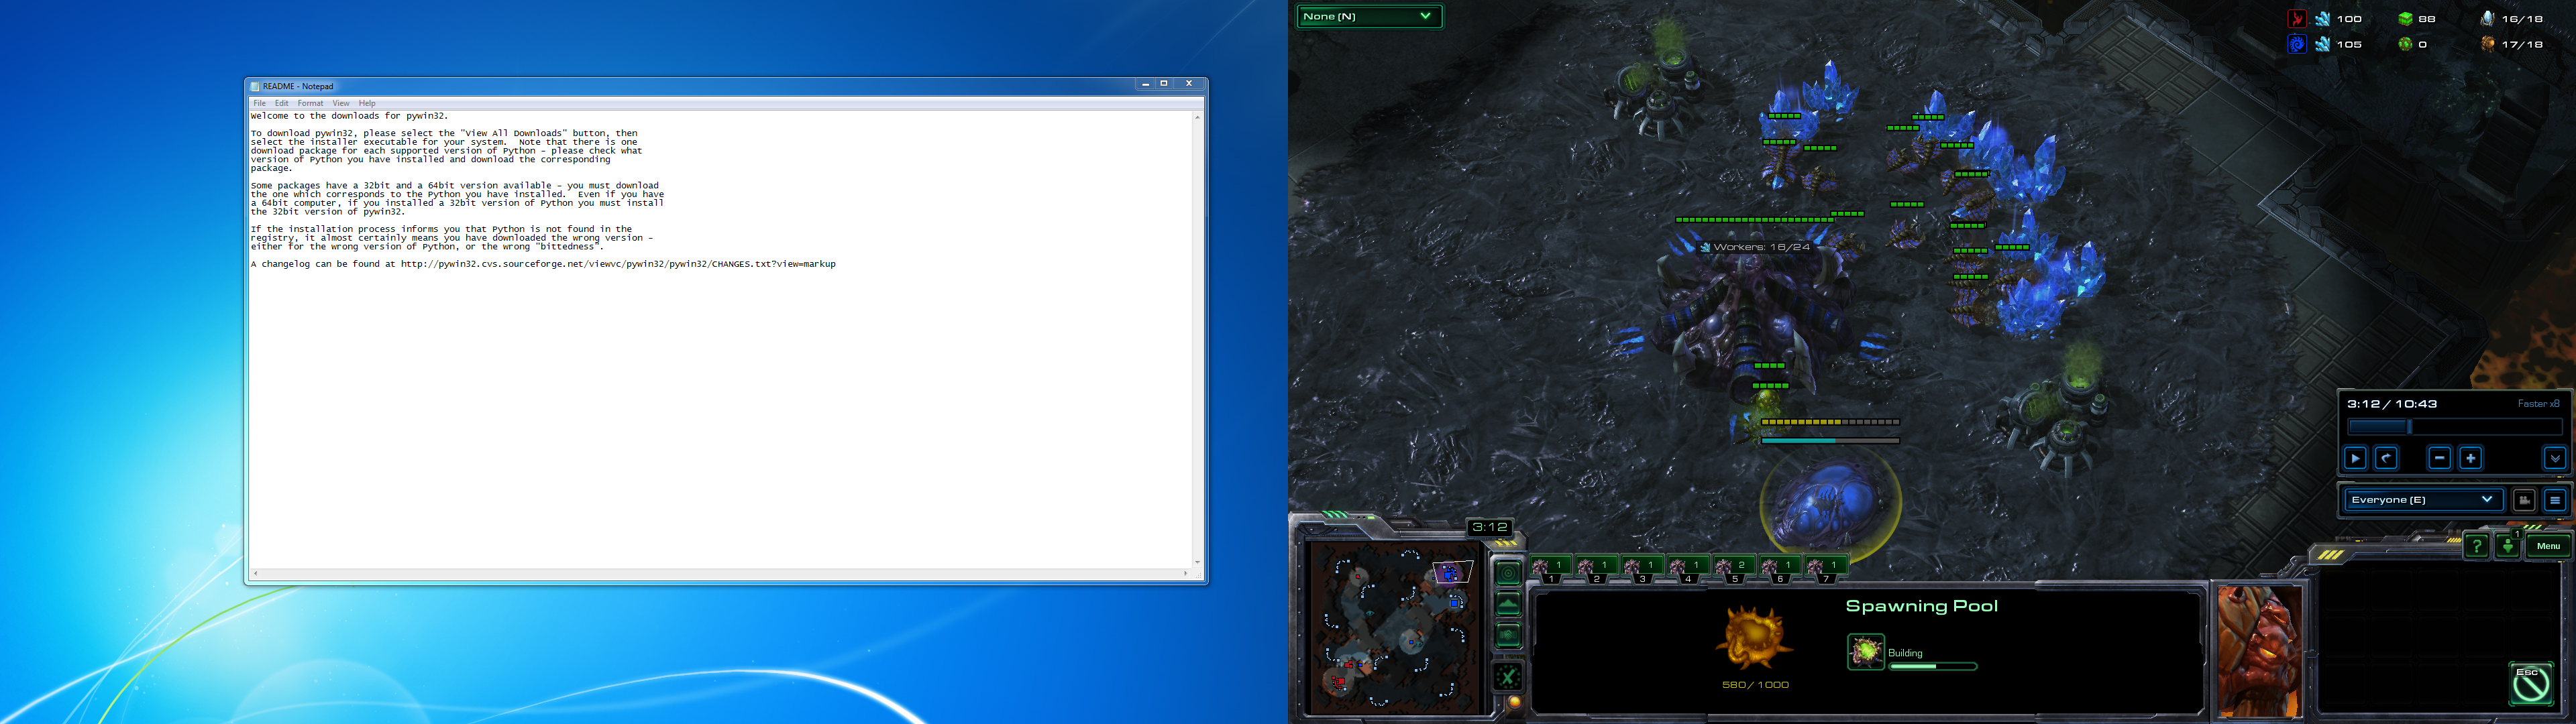 README - Notepad
File Edit Format View Help
Welcome to the downloads for pywin32.
To download pywin32, please select the "View All Downloads" button, then
select the installer executable for your system.  Note that there is one
download package for each supported version of Python - please check what
version of Python you have installed and download the corresponding
package.
Some packages have a 32bit and a 64bit version available - you must download
the one which corresponds to the Python you have installed.  Even if you have
a 64bit computer, if you installed a 32bit version of Python you must install
the 32bit version of pywin32.
If the installation process informs you that Python is not found in the
registry, it almost certainly means you have downloaded the wrong version -
either for the wrong version of Python, or the wrong "bittedness".
A changelog can be found at http://pywin32.cvs.sourceforge.net/viewvc/pywin32/pywin32/CHANGES.txt?view=markup
None (N)
100 88 16/18
105 0 17/18
Workers: 16/24
3:12 / 10:43 Faster x8
Everyone (E)
3:12
? 1 Menu
1 1 1 1 2 1 1
1 2 3 4 5 6 7
Spawning Pool
Building
580/1000
Esc